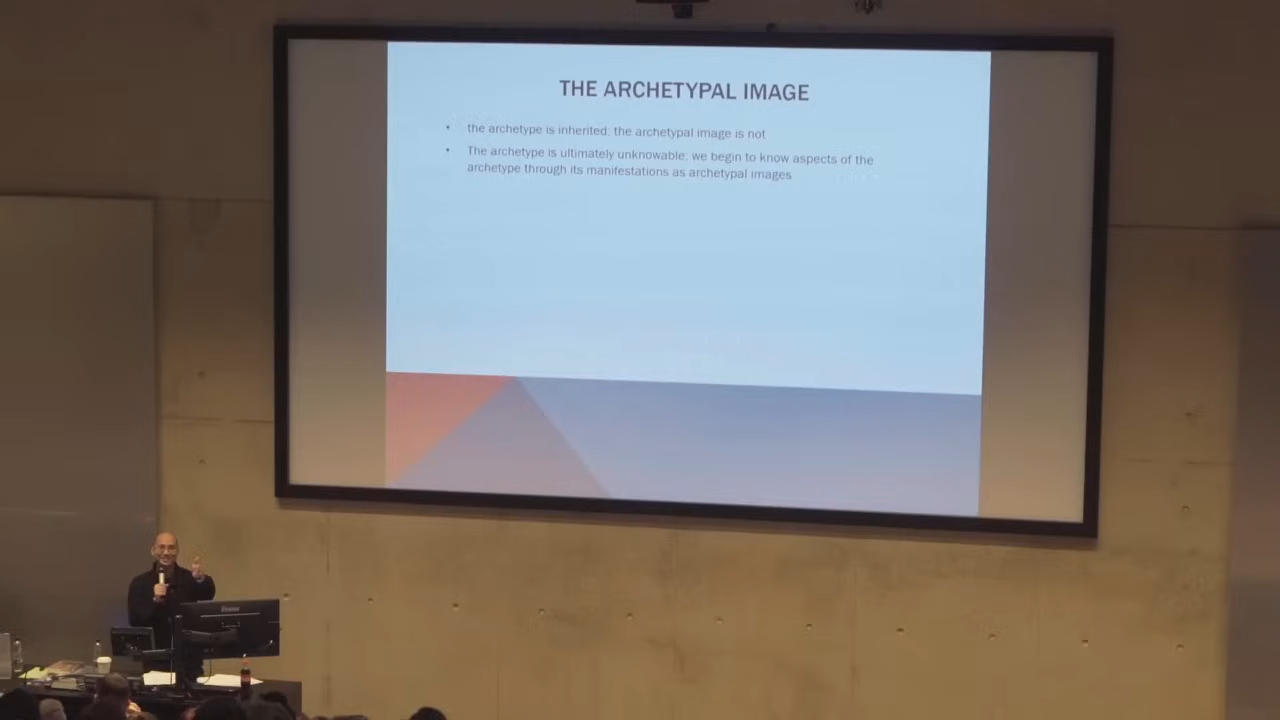 THE ARCHETYPAL IMAGE
• the archetype is inherited: the archetypal image is not
• The archetype is ultimately unknowable: we begin to know aspects of the
archetype through its manifestations as archetypal images